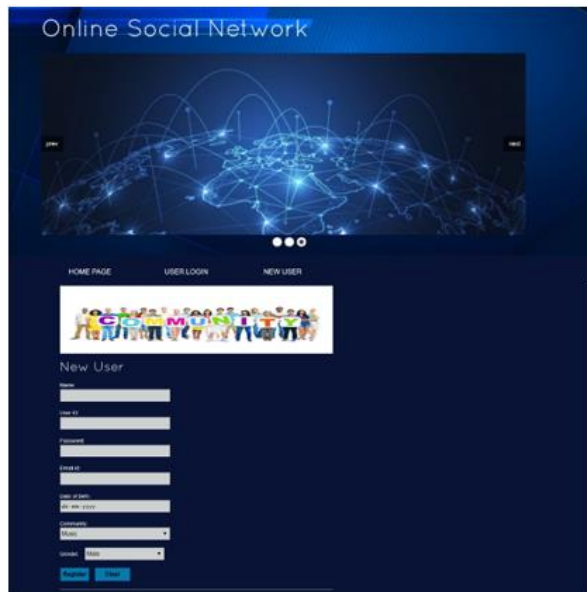 Online Social Network
prev
next
HOME PAGE USER LOGIN NEW USER
COMMUNITY
New User
Name:
User Id:
Password:
Email id:
Date of Birth:
dd-mm-yyyy
Community:
Music
Gender: Male
Register Clear